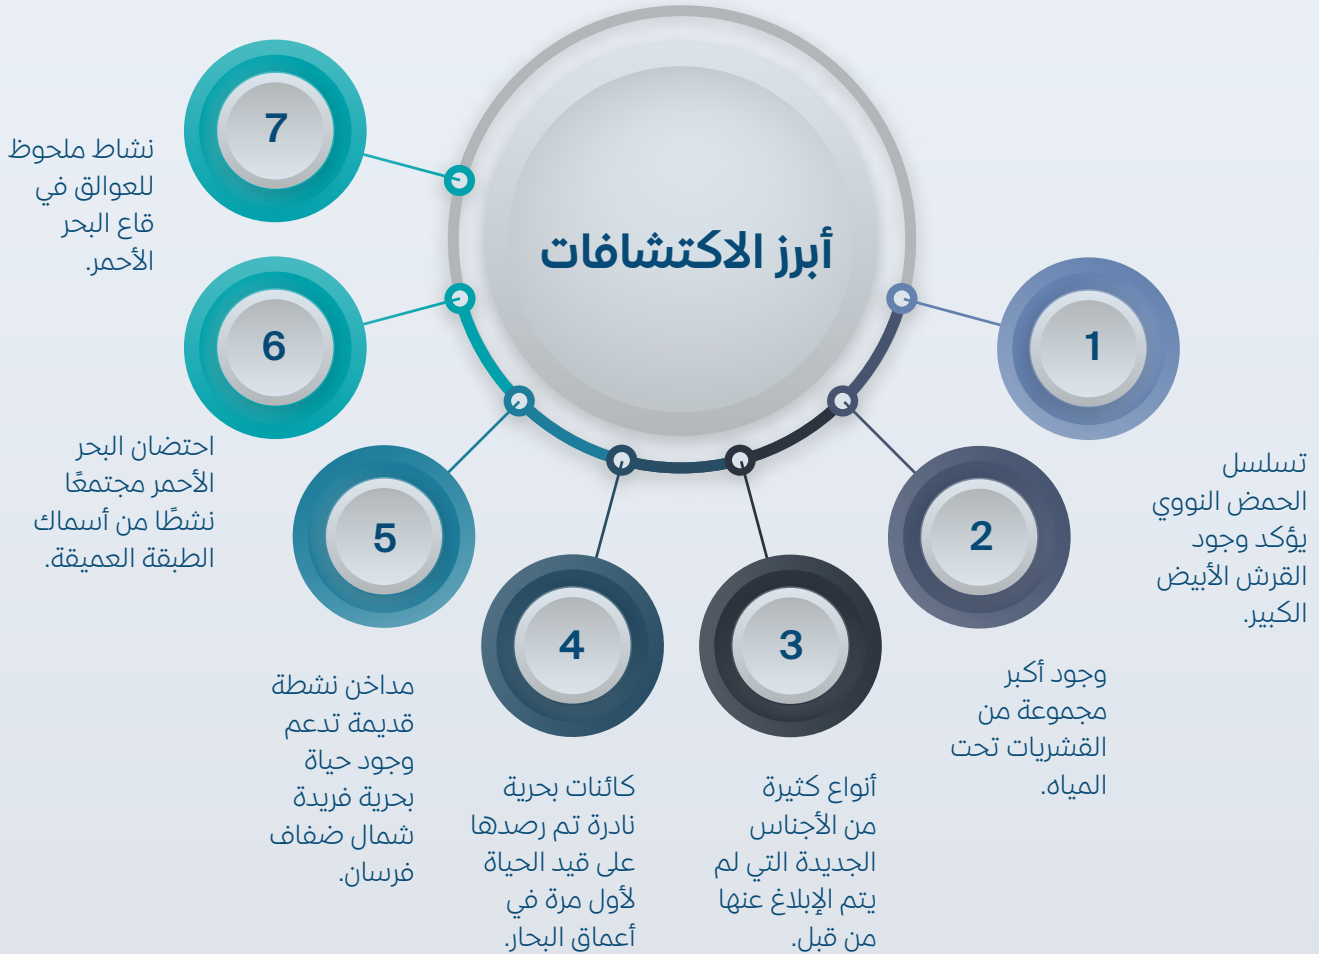 أبرز الاكتشافات
1
تسلسل
الحمض النووي
يؤكد وجود
القرش الأبيض
الكبير.
2
وجود أكبر
مجموعة من
القشريات تحت
المياه.
3
أنواع كثيرة
من الأجناس
الجديدة التي لم
يتم الإبلاغ عنها
من قبل.
4
كائنات بحرية
نادرة تم رصدها
على قيد الحياة
لأول مرة في
أعماق البحار.
5
مداخن نشطة
قديمة تدعم
وجود حياة
بحرية فريدة
شمال ضفاف
فرسان.
6
احتضان البحر
الأحمر مجتمعًا
نشطًا من أسماك
الطبقة العميقة.
7
نشاط ملحوظ
للعوالق في
قاع البحر
الأحمر.